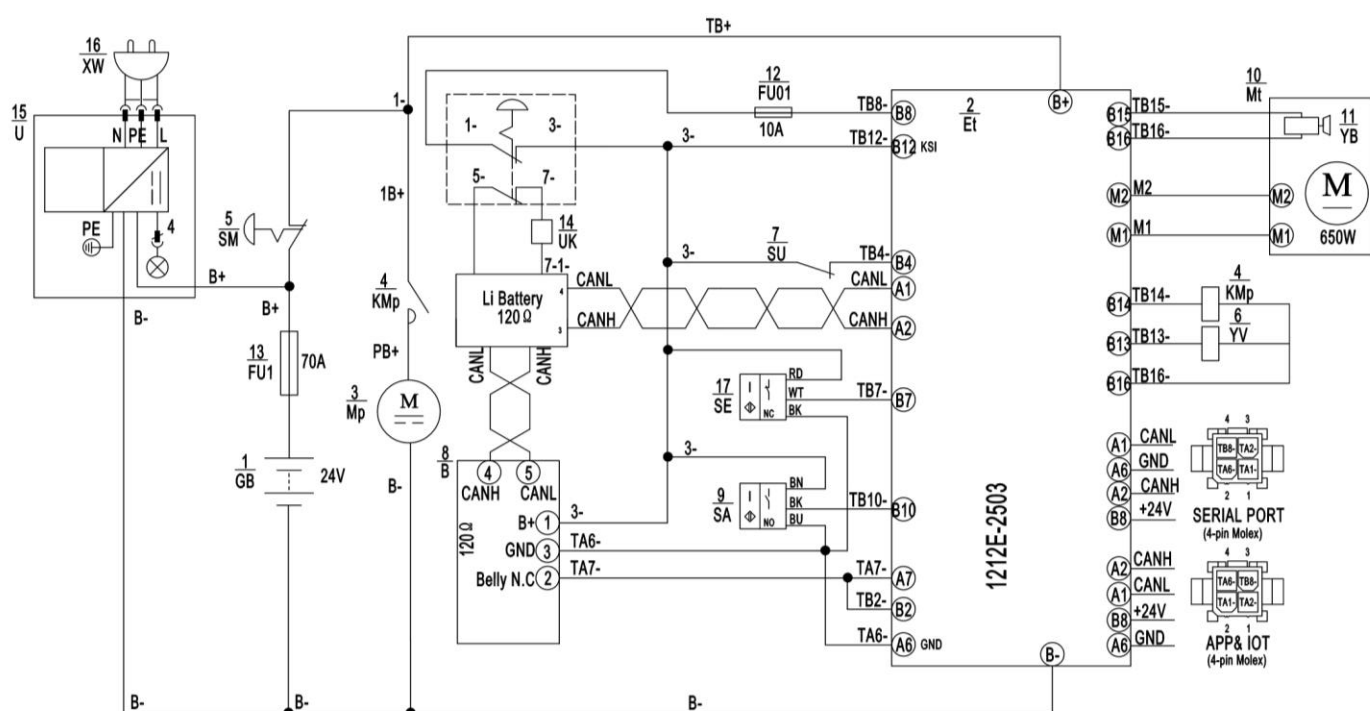 TB+
16
XW
15
U
N PE L
PE
4
B+
B-
5
SM
B+
13
FU1
70A
1
GB
24V
1-
1B+
4
KMp
PB+
3
Mp
M
B-
1- 3-
5- 7-
14
UK
7-1-
Li Battery
120Ω
4
3
CANL
CANH
CANL
CANH
8
B
4
5
CANH
CANL
120Ω
B+ 1
3-
GND 3
TA6-
Belly N.C 2
TA7-
12
FU01
10A
3-
7
SU
3-
CANL
CANH
17
SE
NC
RD
WT
BK
3-
9
SA
NO
BN
BK
BU
TB8- B8
TB12- B12 KSI
TB4- B4
A1
A2
TB7- B7
TB10- B10
TA7- A7
TB2- B2
TA6- A6 GND
2
Et
1212E-2503
B+
B-
B15 TB15-
B16 TB16-
M2 M2
M1 M1
B14 TB14-
B13 TB13-
B16 TB16-
10
Mt
11
YB
M
650W
M2
M1
4
KMp
6
YV
A1 CANL
A6 GND
A2 CANH
B8 +24V
4 3
TB8- TA2-
TA6- TA1-
2 1
SERIAL PORT
(4-pin Molex)
A2 CANH
A1 CANL
B8 +24V
A6 GND
4 3
TA6- TB8-
TA1- TA2-
2 1
APP& IOT
(4-pin Molex)
B- B- B-